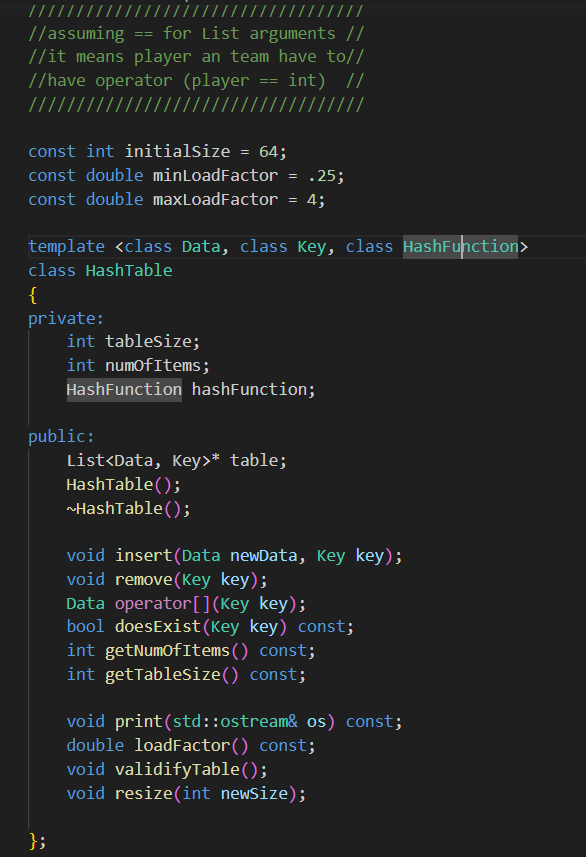 ///////////////////////////////////
//assuming == for List arguments //
//it means player an team have to//
//have operator (player == int)  //
///////////////////////////////////
const int initialSize = 64;
const double minLoadFactor = .25;
const double maxLoadFactor = 4;
template <class Data, class Key, class HashFunction>
class HashTable
{
private:
    int tableSize;
    int numOfItems;
    HashFunction hashFunction;
public:
    List<Data, Key>* table;
    HashTable();
    ~HashTable();
    void insert(Data newData, Key key);
    void remove(Key key);
    Data operator[](Key key);
    bool doesExist(Key key) const;
    int getNumOfItems() const;
    int getTableSize() const;
    void print(std::ostream& os) const;
    double loadFactor() const;
    void validifyTable();
    void resize(int newSize);
};